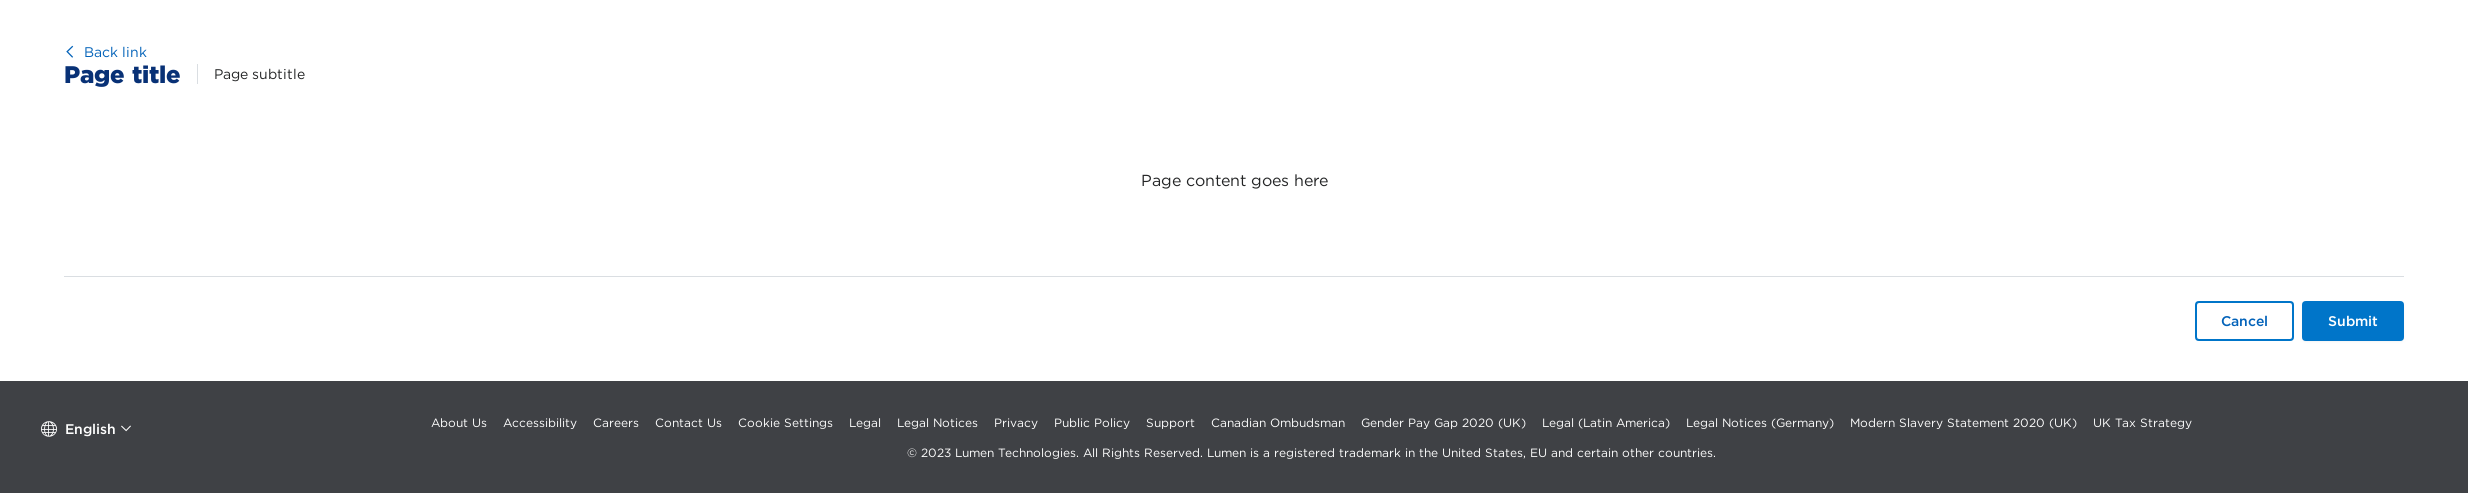 Back link
Page title Page subtitle
Page content goes here
Cancel Submit
English
About Us Accessibility Careers Contact Us Cookie Settings Legal Legal Notices Privacy Public Policy Support Canadian Ombudsman Gender Pay Gap 2020 (UK) Legal (Latin America) Legal Notices (Germany) Modern Slavery Statement 2020 (UK) UK Tax Strategy
© 2023 Lumen Technologies. All Rights Reserved. Lumen is a registered trademark in the United States, EU and certain other countries.